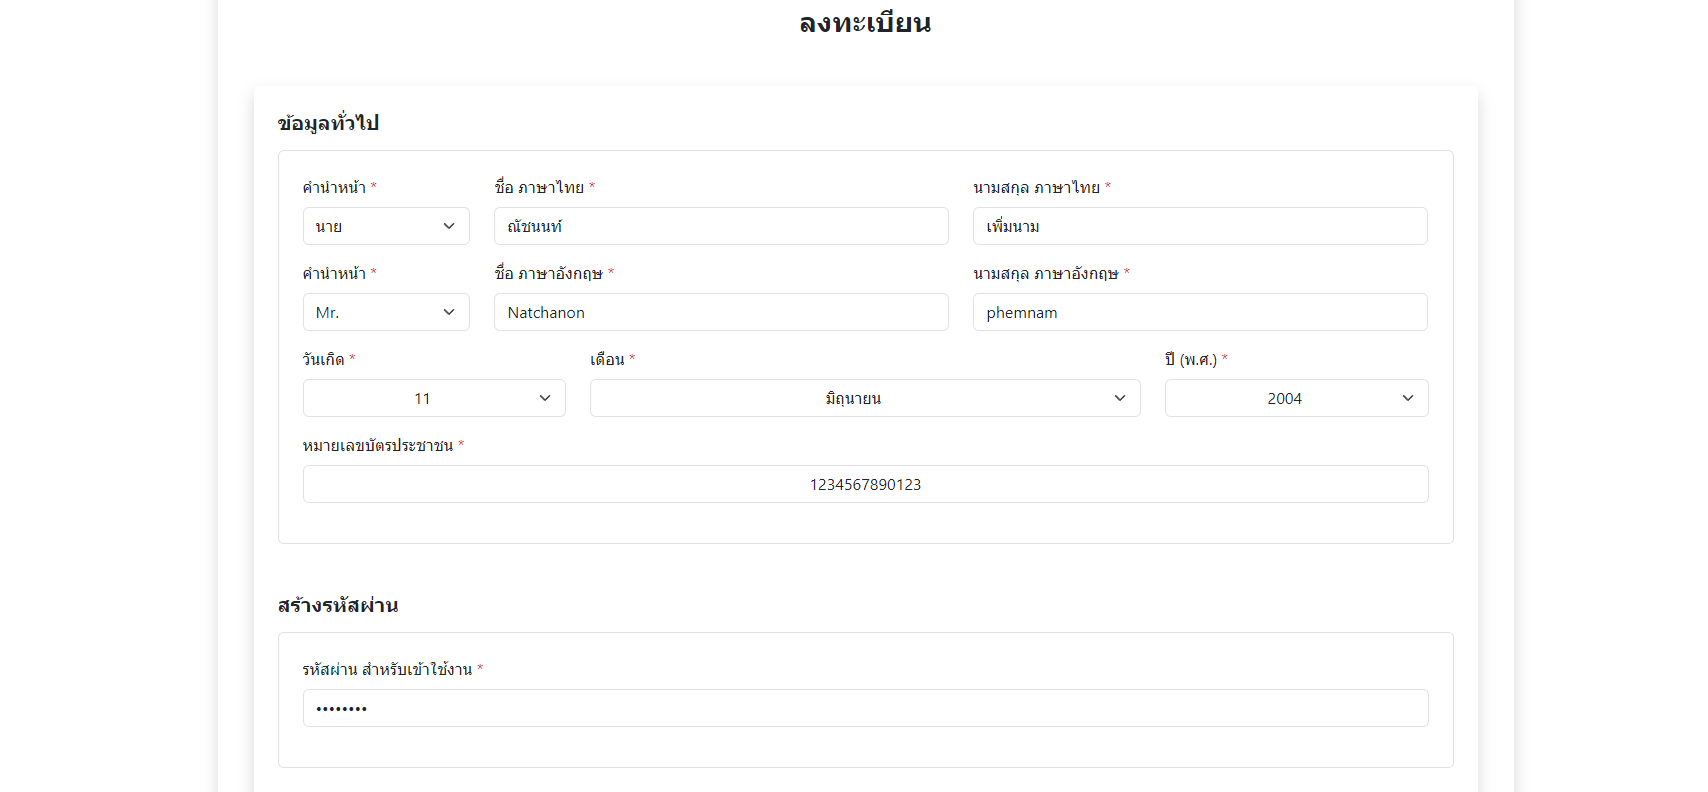 ลงทะเบียน
ข้อมูลทั่วไป
คำนำหน้า * ชื่อ ภาษาไทย * นามสกุล ภาษาไทย *
นาย ณัชนนท์ เพิ่มนาม
คำนำหน้า * ชื่อ ภาษาอังกฤษ * นามสกุล ภาษาอังกฤษ *
Mr. Natchanon phemnam
วันเกิด * เดือน * ปี (พ.ศ.) *
11 มิถุนายน 2004
หมายเลขบัตรประชาชน *
1234567890123
สร้างรหัสผ่าน
รหัสผ่าน สำหรับเข้าใช้งาน *
••••••••